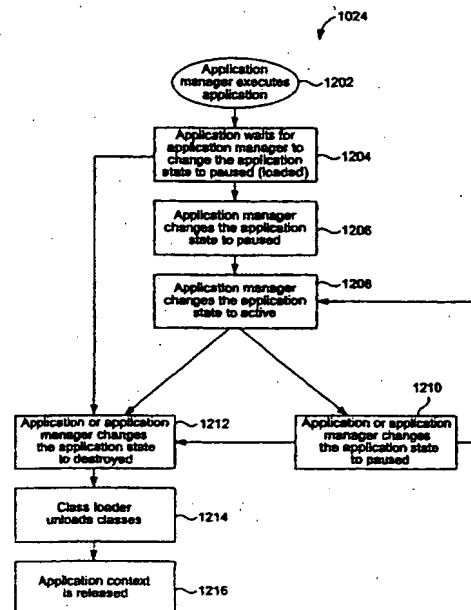 1024
Application
manager executes
application
1202
Application waits for
application manager to
change the application
state to paused (loaded)
1204
Application manager
changes the application
state to paused
1206
Application manager
changes the application
state to active
1208
Application or application
manager changes
the application state
to destroyed
1212
Application or application
manager changes
the application state
to paused
1210
Class loader
unloads classes
1214
Application context
is released
1216